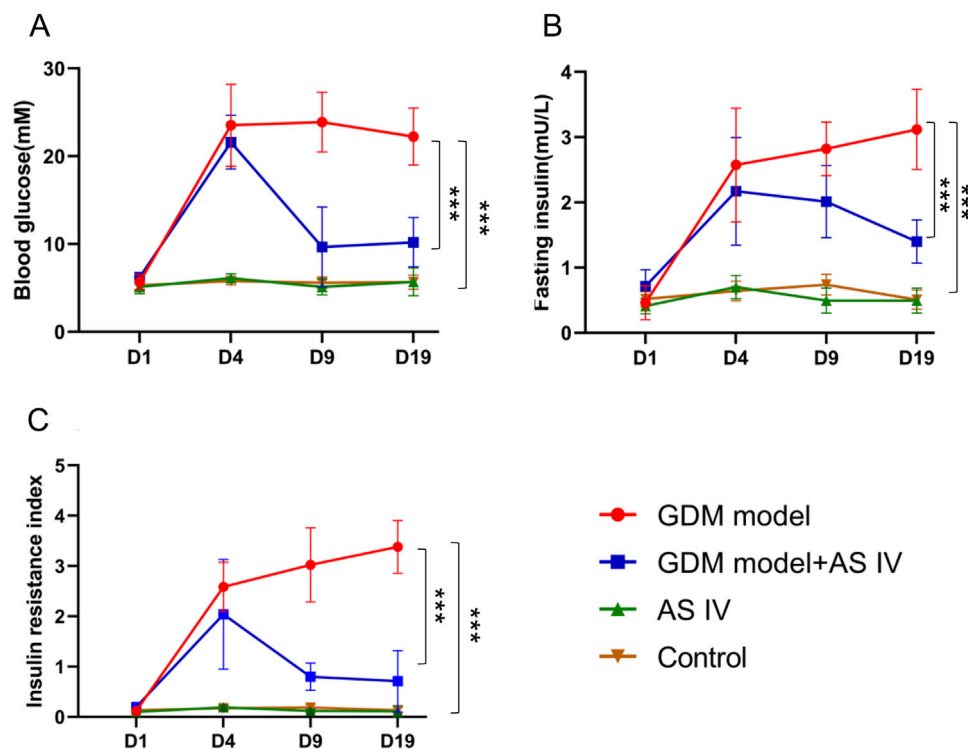 A
Blood glucose(mM)
30
20
10
0
D1 D4 D9 D19
***
***
B
Fasting insulin(mU/L)
4
3
2
1
0
D1 D4 D9 D19
***
***
C
Insulin resistance index
5
4
3
2
1
0
D1 D4 D9 D19
***
***
GDM model
GDM model+AS IV
AS IV
Control